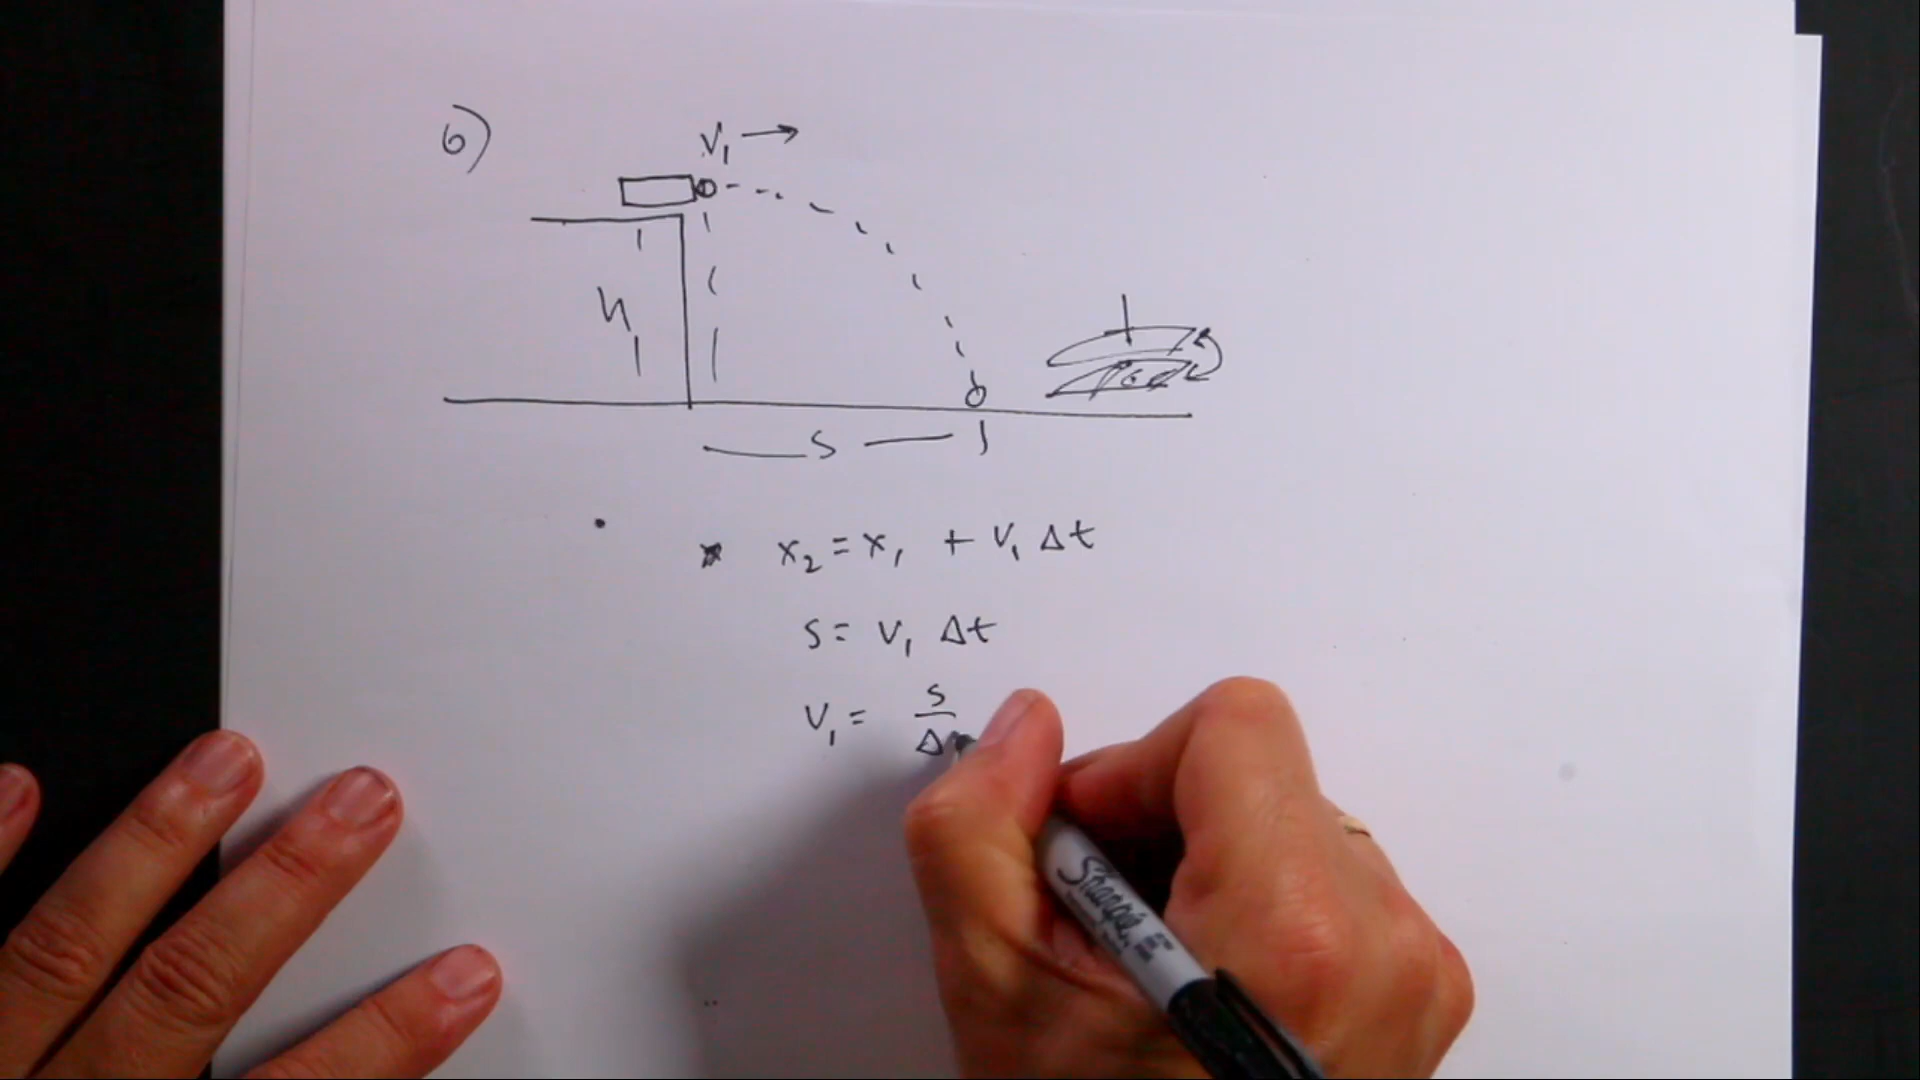 6)
V₁ →
h
S
x₂ = x₁ + v₁ Δt
s = v₁ Δt
v₁ = s/Δ
Sharpie